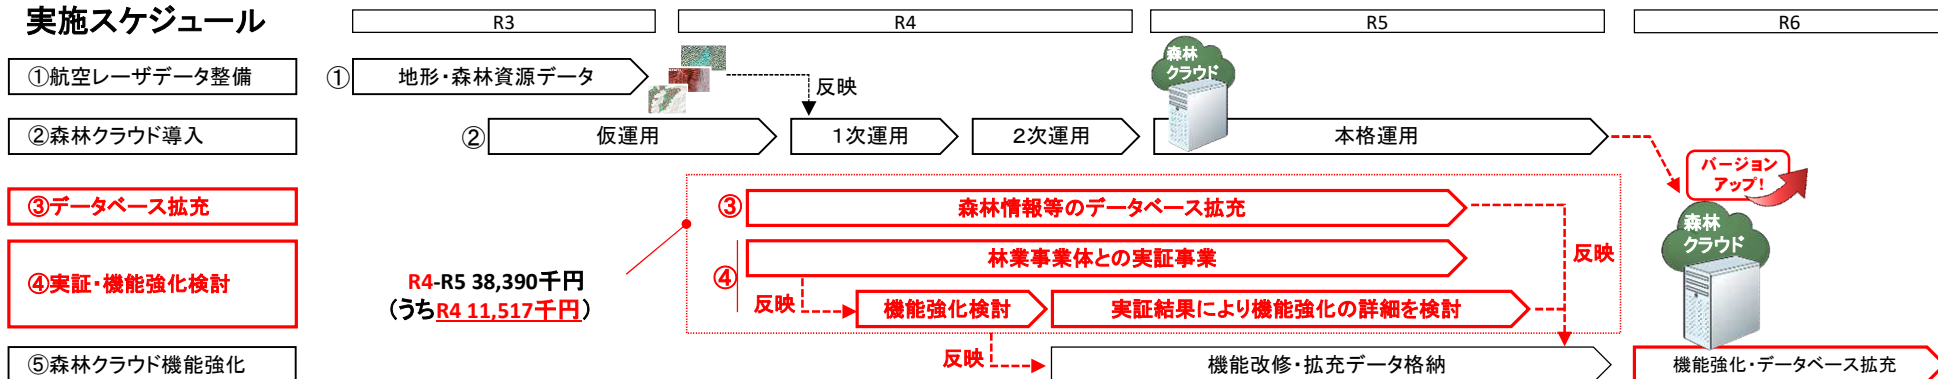 実施スケジュール
R3
R4
R5
R6
①航空レーザデータ整備
①
地形・森林資源データ
反映
森林
クラウド
②森林クラウド導入
②
仮運用
1次運用
2次運用
本格運用
バージョン
アップ!
③データベース拡充
③
森林情報等のデータベース拡充
森林
クラウド
④実証・機能強化検討
R4-R5 38,390千円
(うちR4 11,517千円)
④
林業事業体との実証事業
反映
反映
機能強化検討
実証結果により機能強化の詳細を検討
⑤森林クラウド機能強化
反映
機能改修・拡充データ格納
機能強化・データベース拡充